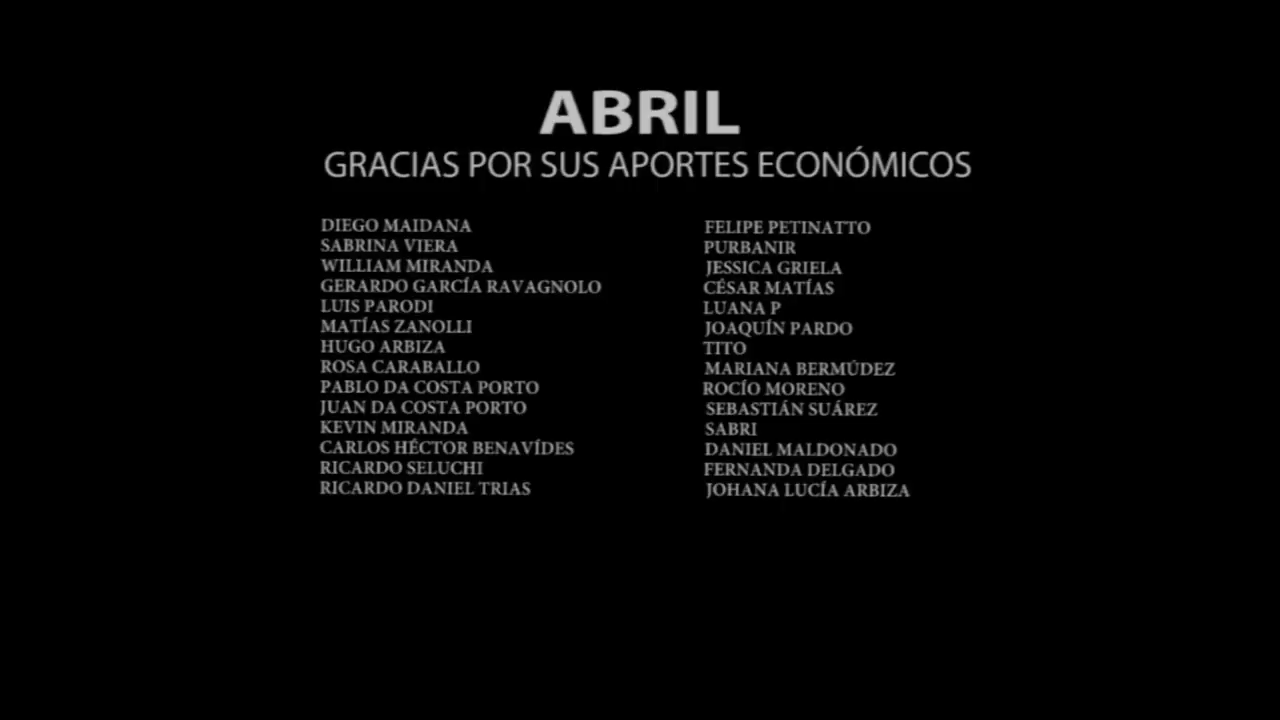 ABRIL
GRACIAS POR SUS APORTES ECONÓMICOS
DIEGO MAIDANA
SABRINA VIERA
WILLIAM MIRANDA
GERARDO GARCÍA RAVAGNOLO
LUIS PARODI
MATÍAS ZANOLLI
HUGO ARBIZA
ROSA CARABALLO
PABLO DA COSTA PORTO
JUAN DA COSTA PORTO
KEVIN MIRANDA
CARLOS HÉCTOR BENAVÍDES
RICARDO SELUCHI
RICARDO DANIEL TRIAS
FELIPE PETINATTO
PURBANIR
JESSICA GRIELA
CÉSAR MATÍAS
LUANA P
JOAQUÍN PARDO
TITO
MARIANA BERMÚDEZ
ROCÍO MORENO
SEBASTIÁN SUÁREZ
SABRI
DANIEL MALDONADO
FERNANDA DELGADO
JOHANA LUCÍA ARBIZA